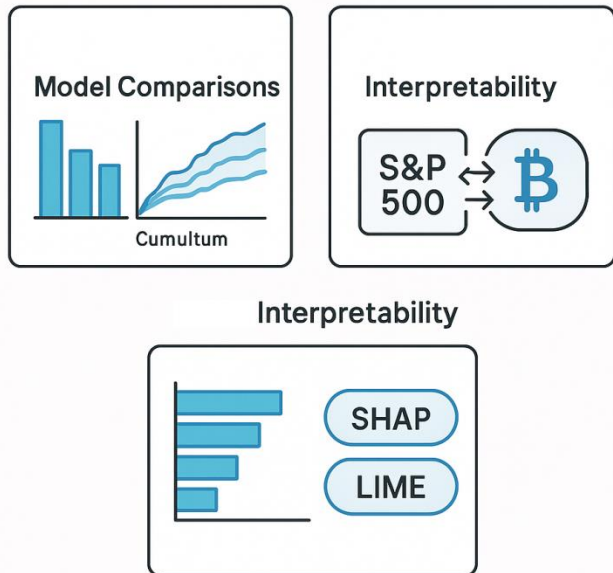 Model Comparisons
Cumultum
Interpretability
S&P
500
Interpretability
SHAP
LIME